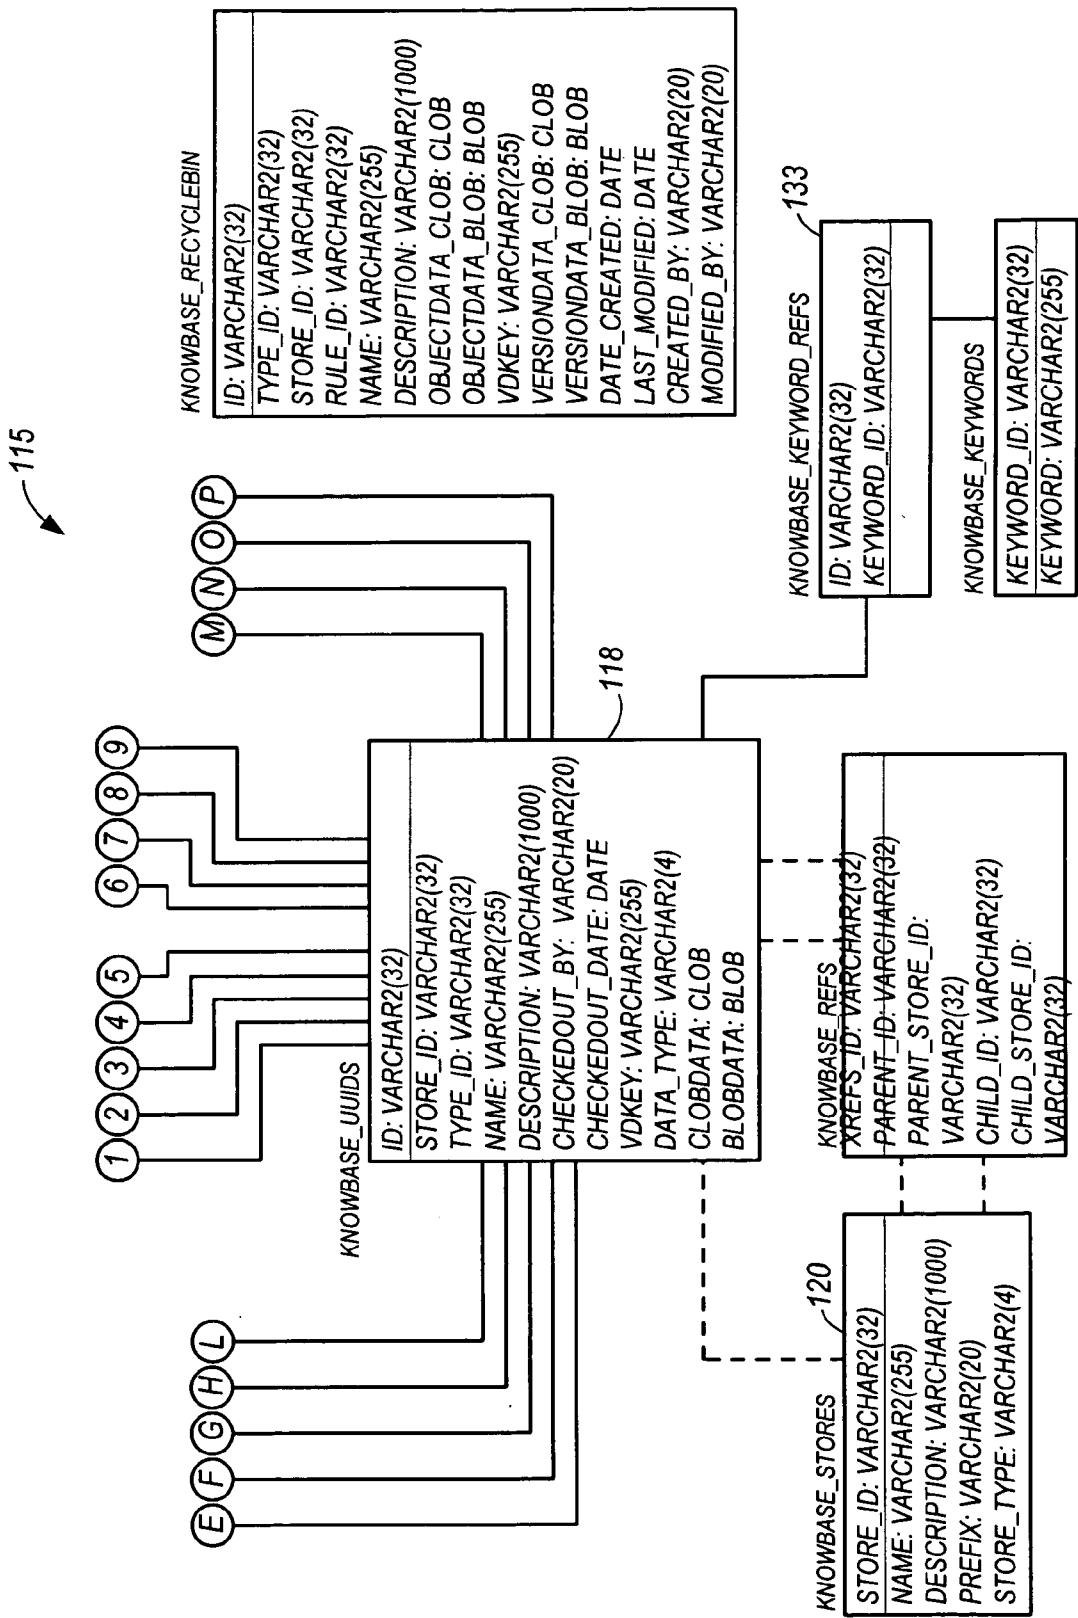 115
1
2
3
4
5
6
7
8
9
E
F
G
H
L
M
N
O
P
KNOWBASE_UUIDS
ID: VARCHAR2(32)
STORE_ID: VARCHAR2(32)
TYPE_ID: VARCHAR2(32)
NAME: VARCHAR2(255)
DESCRIPTION: VARCHAR2(1000)
CHECKEDOUT_BY: VARCHAR2(20)
CHECKEDOUT_DATE: DATE
VDKEY: VARCHAR2(255)
DATA_TYPE: VARCHAR2(4)
CLOBDATA: CLOB
BLOBDATA: BLOB
118
KNOWBASE_RECYCLEBIN
ID: VARCHAR2(32)
TYPE_ID: VARCHAR2(32)
STORE_ID: VARCHAR2(32)
RULE_ID: VARCHAR2(32)
NAME: VARCHAR2(255)
DESCRIPTION: VARCHAR2(1000)
OBJECTDATA_CLOB: CLOB
OBJECTDATA_BLOB: BLOB
VDKEY: VARCHAR2(255)
VERSIONDATA_CLOB: CLOB
VERSIONDATA_BLOB: BLOB
DATE_CREATED: DATE
LAST_MODIFIED: DATE
CREATED_BY: VARCHAR2(20)
MODIFIED_BY: VARCHAR2(20)
KNOWBASE_STORES
120
STORE_ID: VARCHAR2(32)
NAME: VARCHAR2(255)
DESCRIPTION: VARCHAR2(1000)
PREFIX: VARCHAR2(20)
STORE_TYPE: VARCHAR2(4)
KNOWBASE_REFS
XREFS_ID: VARCHAR2(32)
PARENT_ID: VARCHAR2(32)
PARENT_STORE_ID:
VARCHAR2(32)
CHILD_ID: VARCHAR2(32)
CHILD_STORE_ID:
VARCHAR2(32)
KNOWBASE_KEYWORD_REFS
133
ID: VARCHAR2(32)
KEYWORD_ID: VARCHAR2(32)
KNOWBASE_KEYWORDS
KEYWORD_ID: VARCHAR2(32)
KEYWORD: VARCHAR2(255)